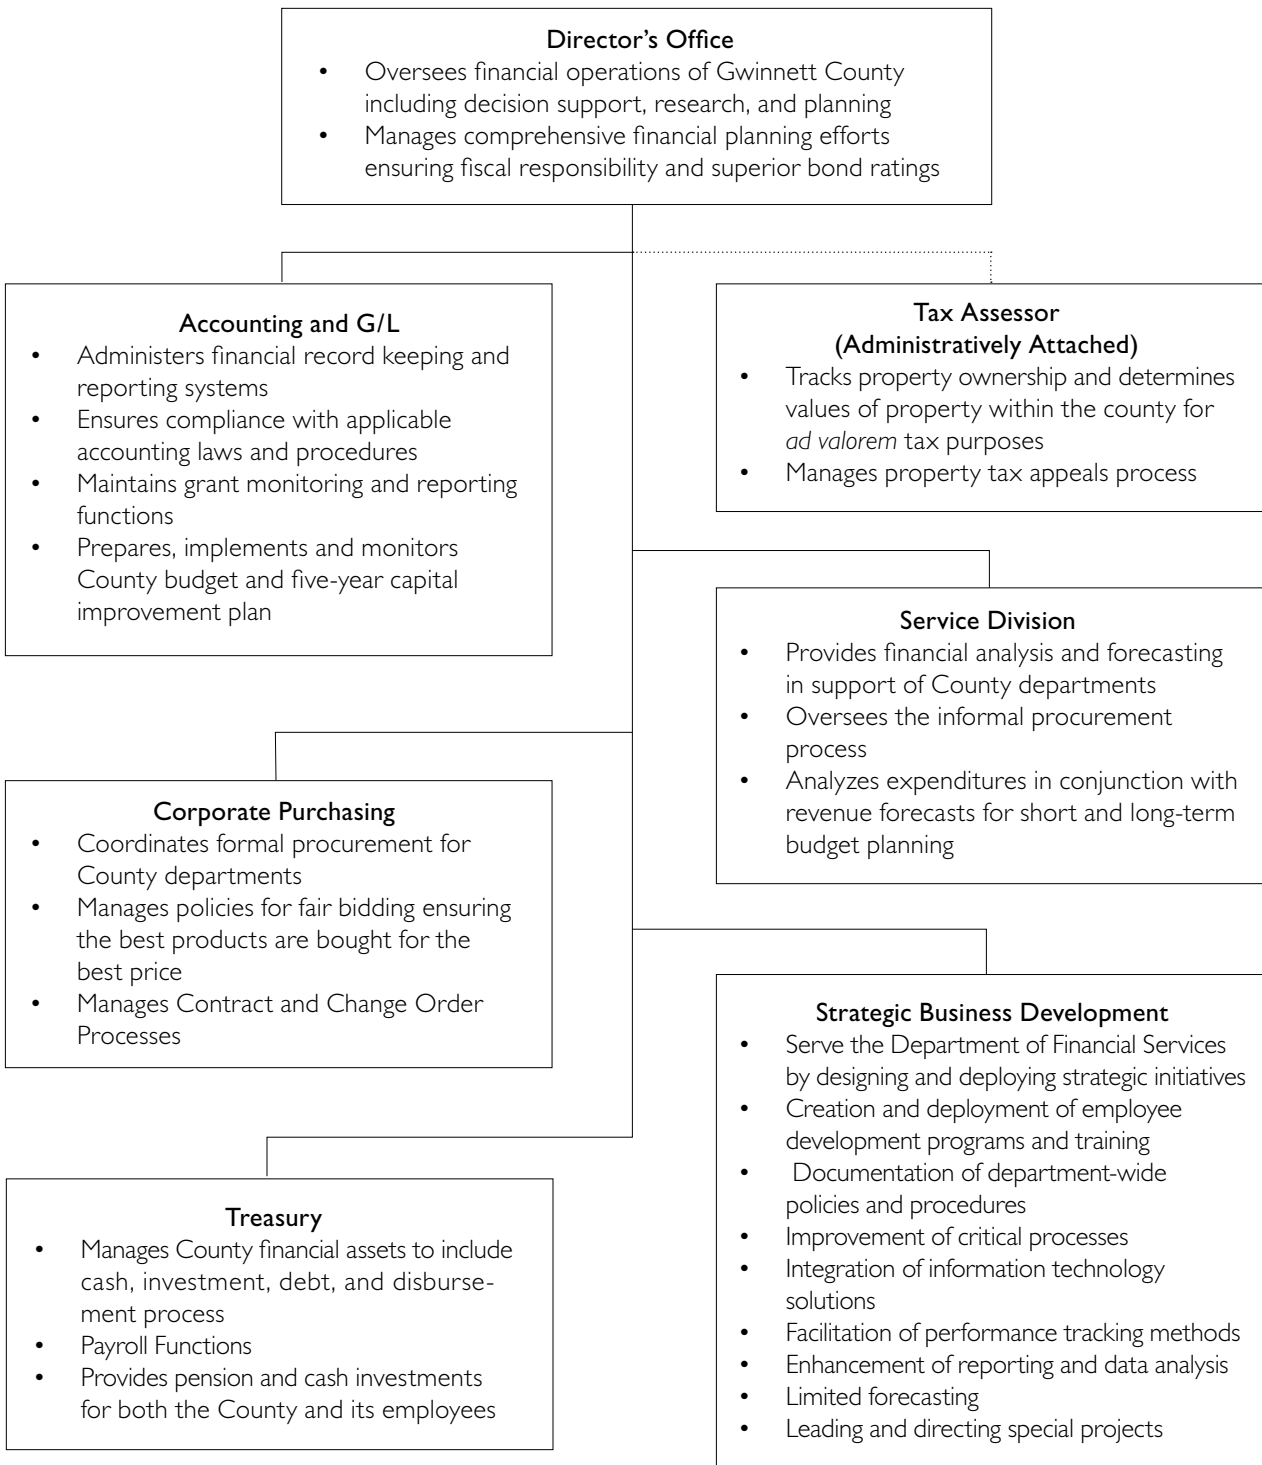 Director's Office
• Oversees financial operations of Gwinnett County
including decision support, research, and planning
• Manages comprehensive financial planning efforts
ensuring fiscal responsibility and superior bond ratings
Accounting and G/L
• Administers financial record keeping and
reporting systems
• Ensures compliance with applicable
accounting laws and procedures
• Maintains grant monitoring and reporting
functions
• Prepares, implements and monitors
County budget and five-year capital
improvement plan
Tax Assessor
(Administratively Attached)
• Tracks property ownership and determines
values of property within the county for
ad valorem tax purposes
• Manages property tax appeals process
Service Division
• Provides financial analysis and forecasting
in support of County departments
• Oversees the informal procurement
process
• Analyzes expenditures in conjunction with
revenue forecasts for short and long-term
budget planning
Corporate Purchasing
• Coordinates formal procurement for
County departments
• Manages policies for fair bidding ensuring
the best products are bought for the
best price
• Manages Contract and Change Order
Processes
Strategic Business Development
• Serve the Department of Financial Services
by designing and deploying strategic initiatives
• Creation and deployment of employee
development programs and training
• Documentation of department-wide
policies and procedures
• Improvement of critical processes
• Integration of information technology
solutions
• Facilitation of performance tracking methods
• Enhancement of reporting and data analysis
• Limited forecasting
• Leading and directing special projects
Treasury
• Manages County financial assets to include
cash, investment, debt, and disburse-
ment process
• Payroll Functions
• Provides pension and cash investments
for both the County and its employees